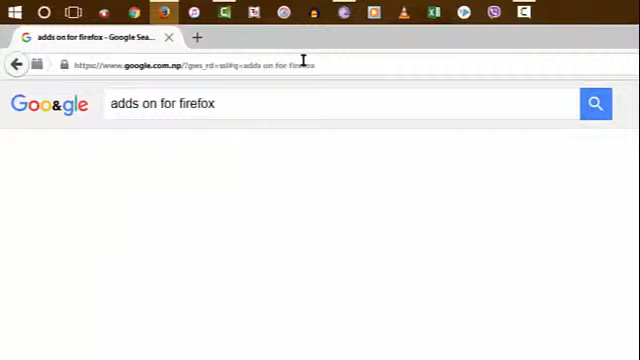 adds on for firefox - Google Sea...
https://www.google.com.np/?gws_rd=ssl#q=adds on for firefox
Goo&gle
adds on for firefox